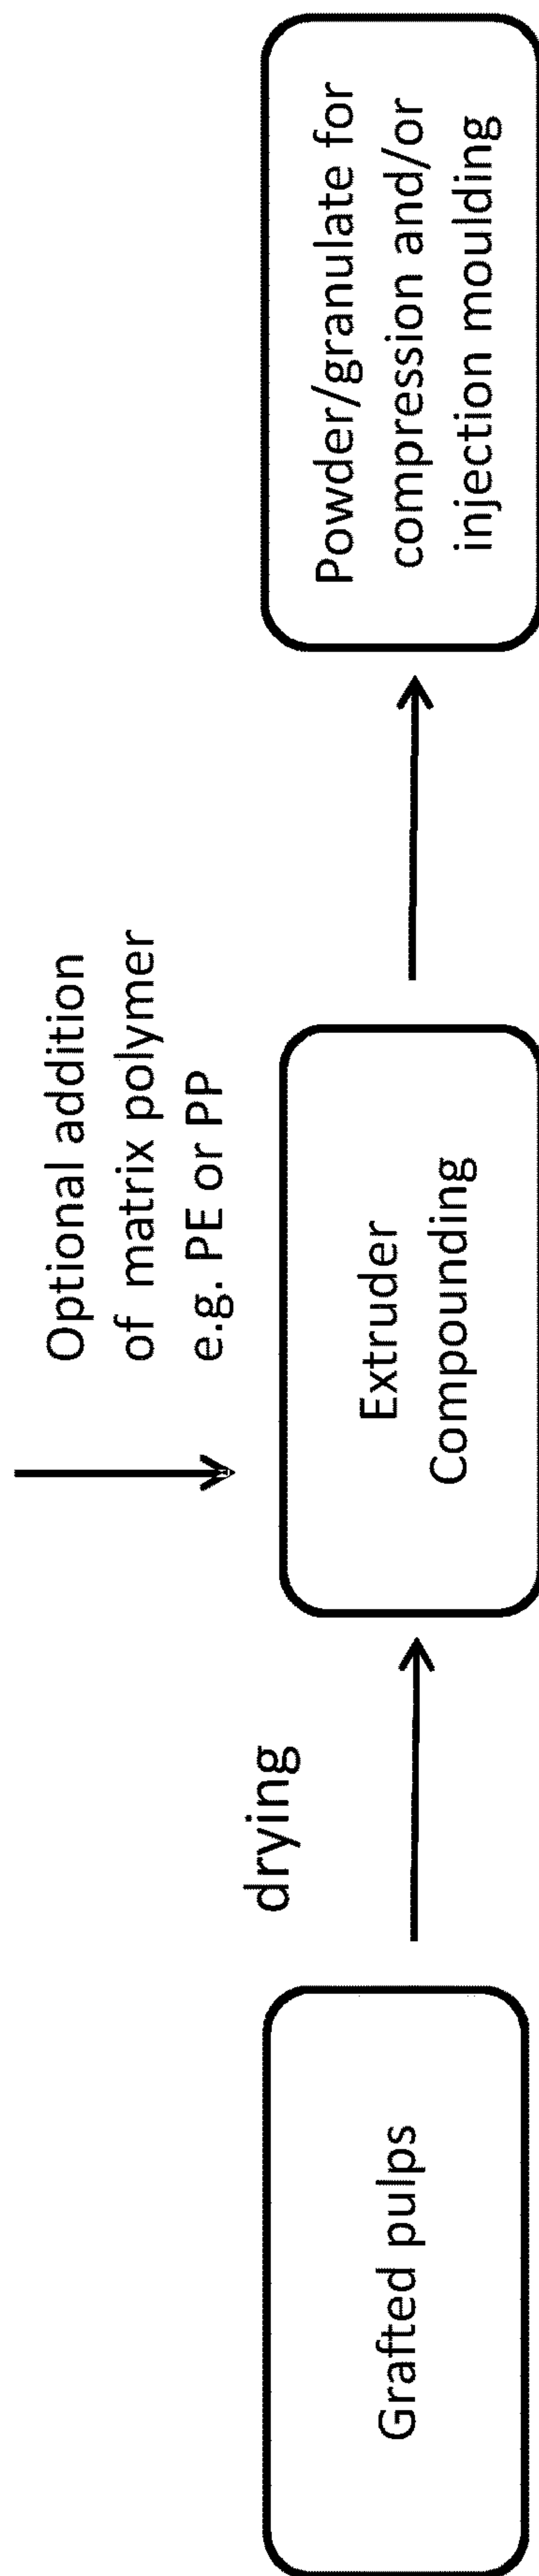 Grafted pulps
drying
Optional addition
of matrix polymer
e.g. PE or PP
Extruder
Compounding
Powder/granulate for
compression and/or
injection moulding